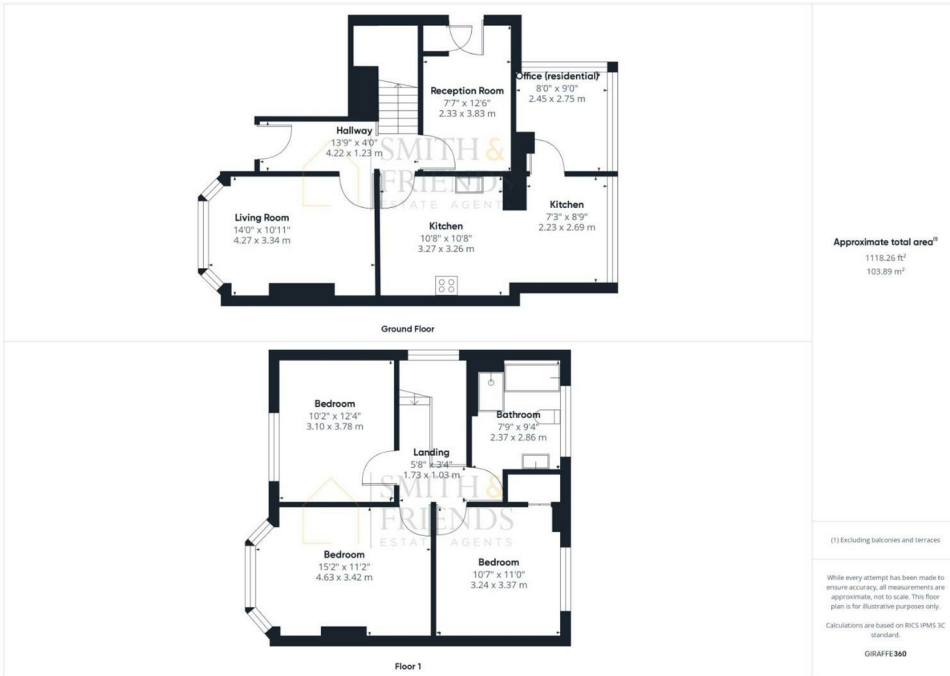 Office (residential)
8'0" x 9'0"
2.45 x 2.75 m
Reception Room
7'7" x 12'6"
2.33 x 3.83 m
Hallway
13'9" x 4'0"
4.22 x 1.23 m
SMITH &
FRIENDS
ESTATE AGENTS
Living Room
14'0" x 10'11"
4.27 x 3.34 m
Kitchen
10'8" x 10'8"
3.27 x 3.26 m
Kitchen
7'3" x 8'9"
2.23 x 2.69 m
Ground Floor
Bedroom
10'2" x 12'4"
3.10 x 3.78 m
Bathroom
7'9" x 9'4"
2.37 x 2.86 m
Landing
5'8" x 3'4"
1.73 x 1.03 m
SMITH &
FRIENDS
ESTATE AGENTS
Bedroom
15'2" x 11'2"
4.63 x 3.42 m
Bedroom
10'7" x 11'0"
3.24 x 3.37 m
Floor 1
Approximate total area⁽¹⁾
1118.26 ft²
103.89 m²
(1) Excluding balconies and terraces
While every attempt has been made to
ensure accuracy, all measurements are
approximate, not to scale. This floor
plan is for illustrative purposes only.
Calculations are based on RICS IPMS 3C
standard.
GIRAFFE360